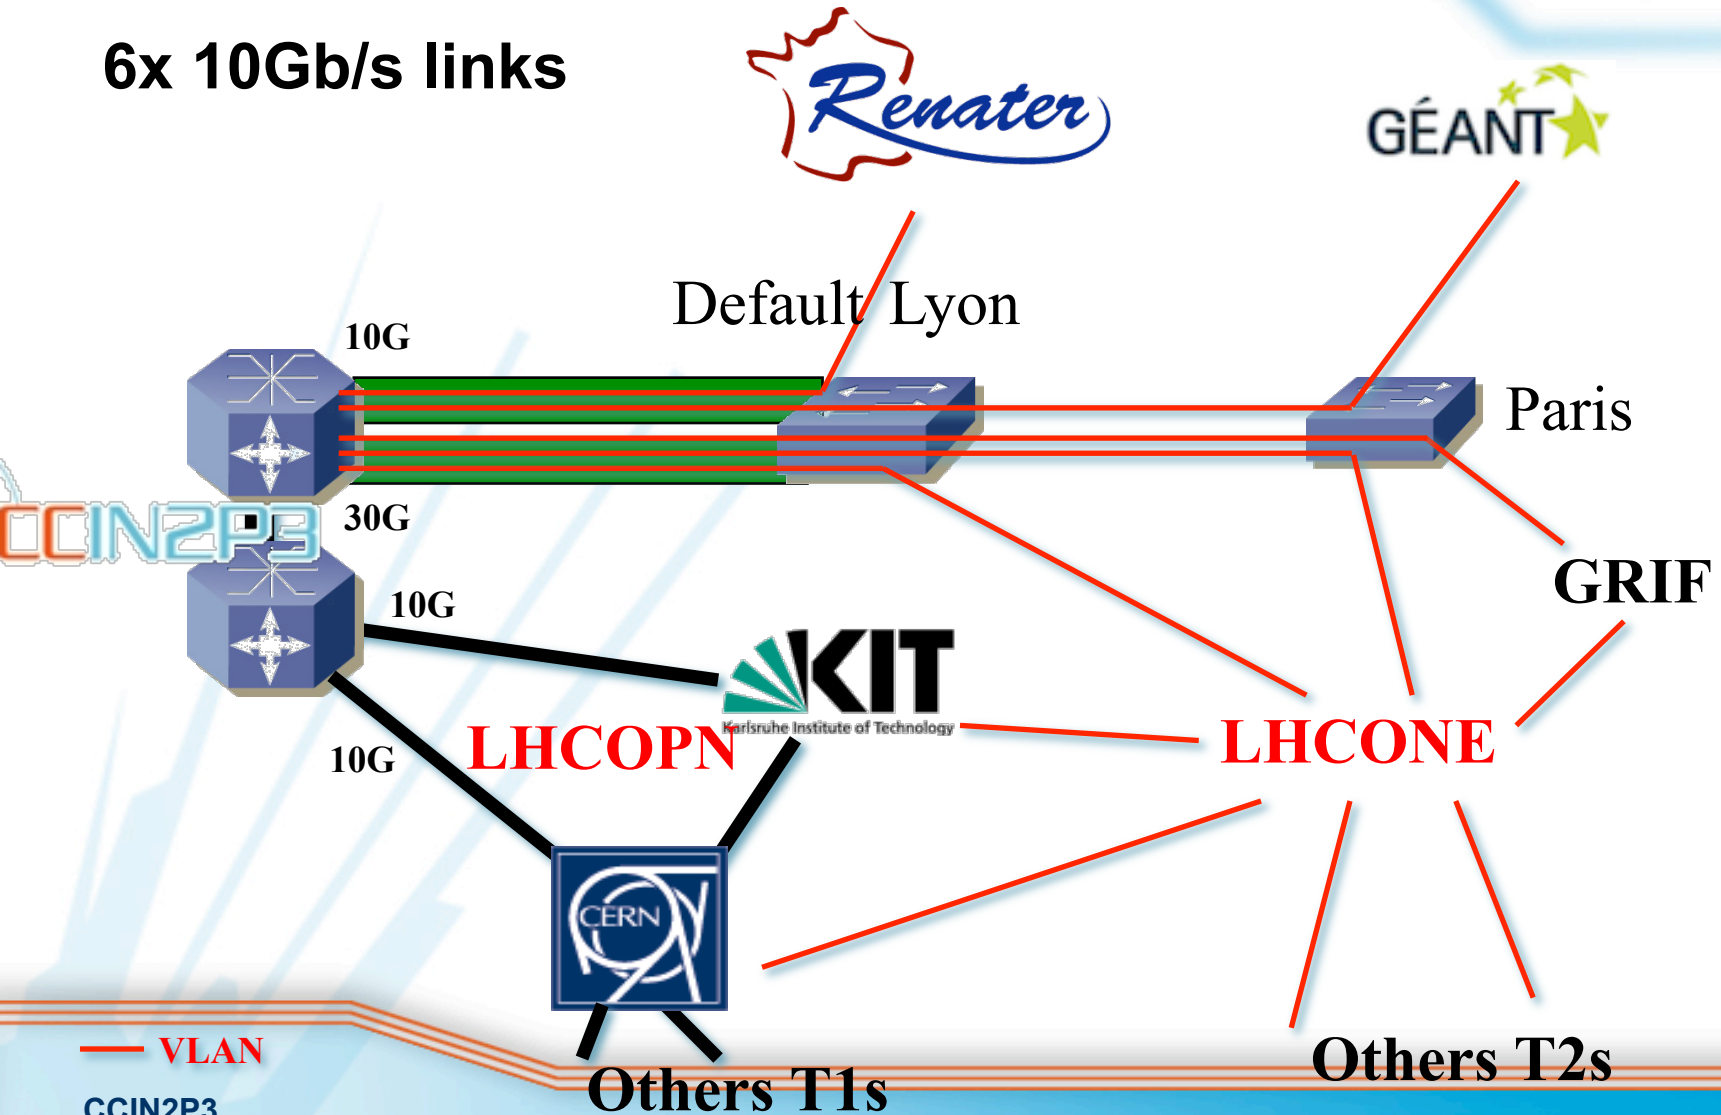 6x 10Gb/s links
Renater
GÉANT
Default Lyon
10G
Paris
30G
CCIN2P3
10G
GRIF
KIT
Karlsruhe Institute of Technology
LHCOPN
LHCONE
10G
CERN
VLAN
Others T2s
Others T1s
CCIN2P3